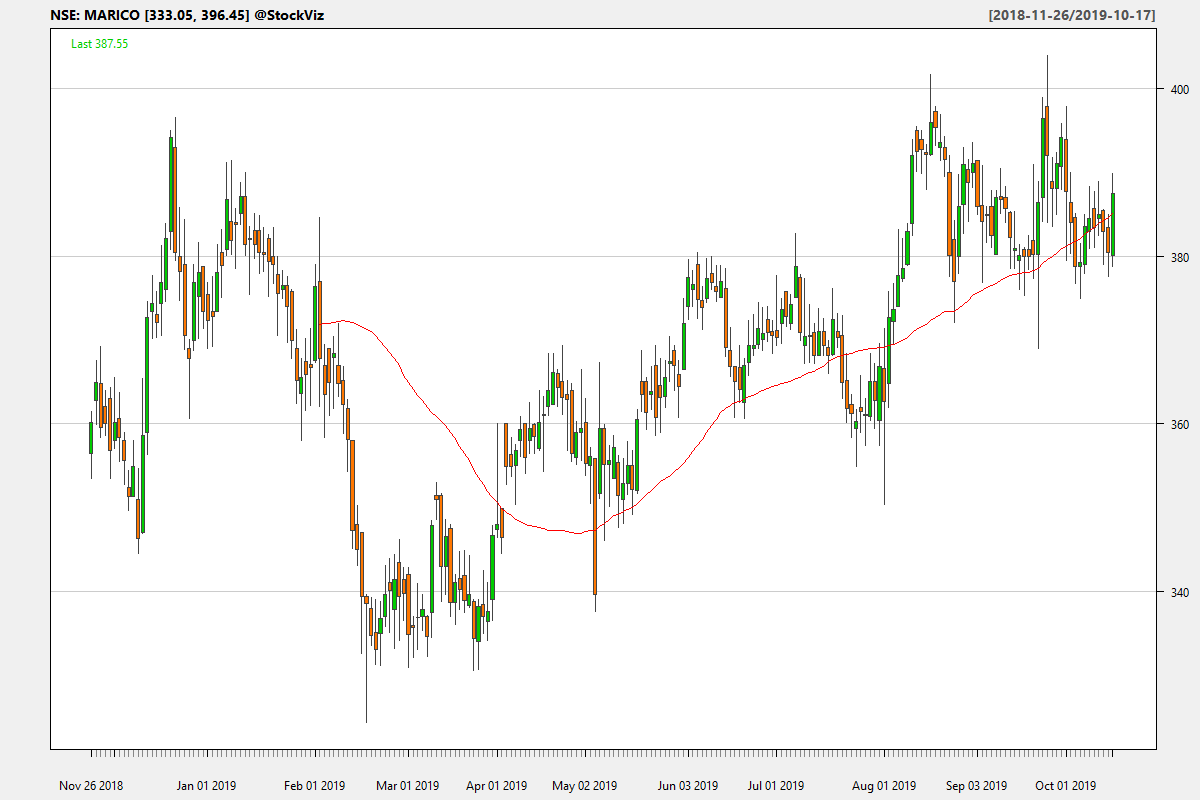 NSE: MARICO [333.05, 396.45] @StockViz
[2018-11-26/2019-10-17]
Last 387.55
400
380
360
340
Nov 26 2018
Jan 01 2019
Feb 01 2019
Mar 01 2019
Apr 01 2019
May 02 2019
Jun 03 2019
Jul 01 2019
Aug 01 2019
Sep 03 2019
Oct 01 2019